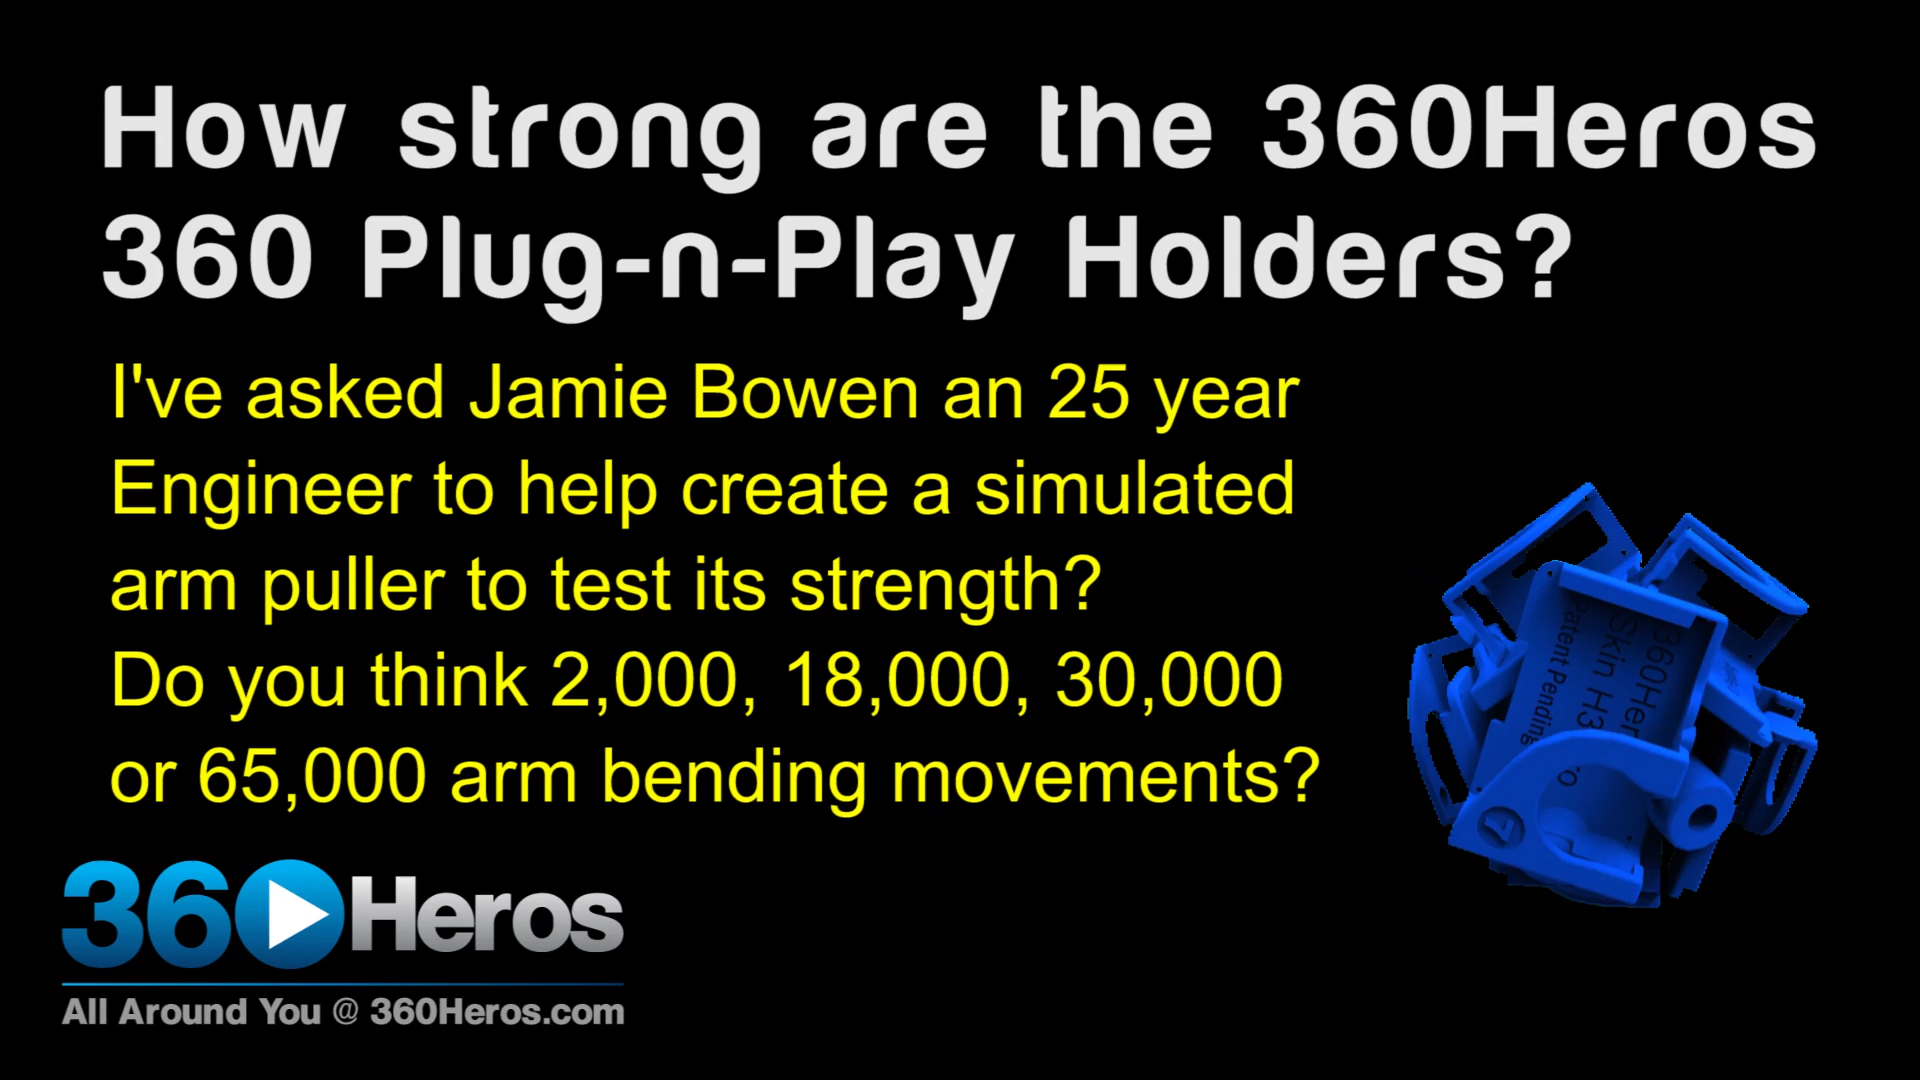 How strong are the 360Heros
360 Plug-n-Play Holders?
I've asked Jamie Bowen an 25 year
Engineer to help create a simulated
arm puller to test its strength?
Do you think 2,000, 18,000, 30,000
or 65,000 arm bending movements?
360Her
Skin H3
Patent Pending
7
360Heros
All Around You @ 360Heros.com